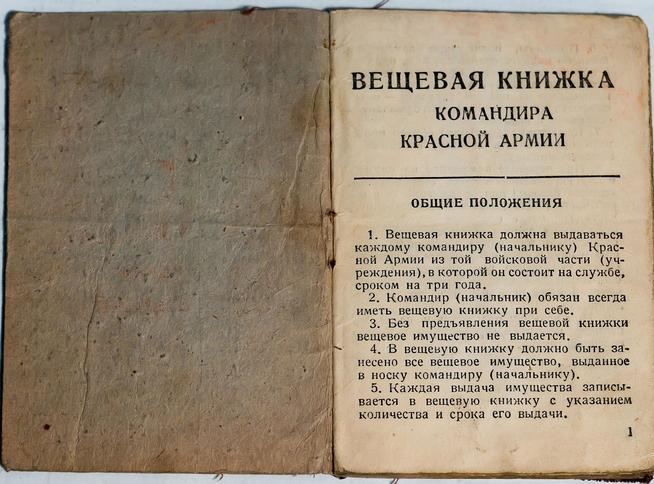 ВЕЩЕВАЯ КНИЖКА
КОМАНДИРА
КРАСНОЙ АРМИИ
ОБЩИЕ ПОЛОЖЕНИЯ
1. Вещевая книжка должна выдаваться
каждому командиру (начальнику) Крас-
ной Армии из той войсковой части (уч-
реждения), в которой он состоит на службе,
сроком на три года.
2. Командир (начальник) обязан всегда
иметь вещевую книжку при себе.
3. Без предъявления вещевой книжки
вещевое имущество не выдается.
4. В вещевую книжку должно быть за-
несено все вещевое имущество, выданное
в носку командиру (начальнику).
5. Каждая выдача имущества записы-
вается в вещевую книжку с указанием
количества и срока его выдачи.
1